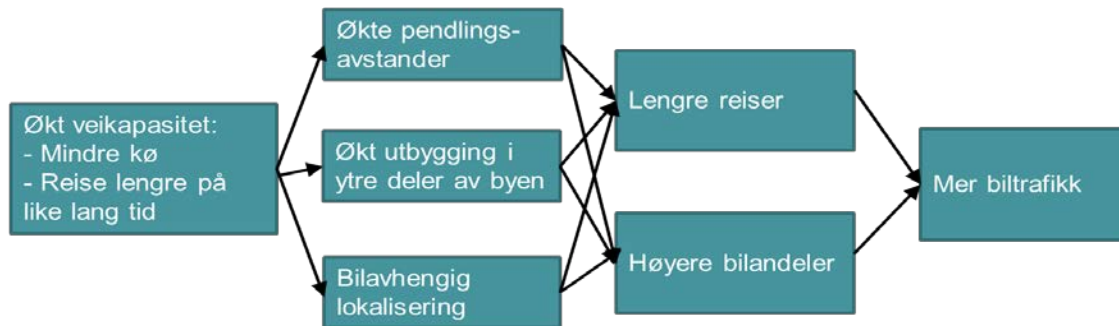 Økt veikapasitet:
- Mindre kø
- Reise lengre på
like lang tid
Økte pendlings-
avstander
Økt utbygging i
ytre deler av byen
Bilavhengig
lokalisering
Lengre reiser
Høyere bilandeler
Mer biltrafikk